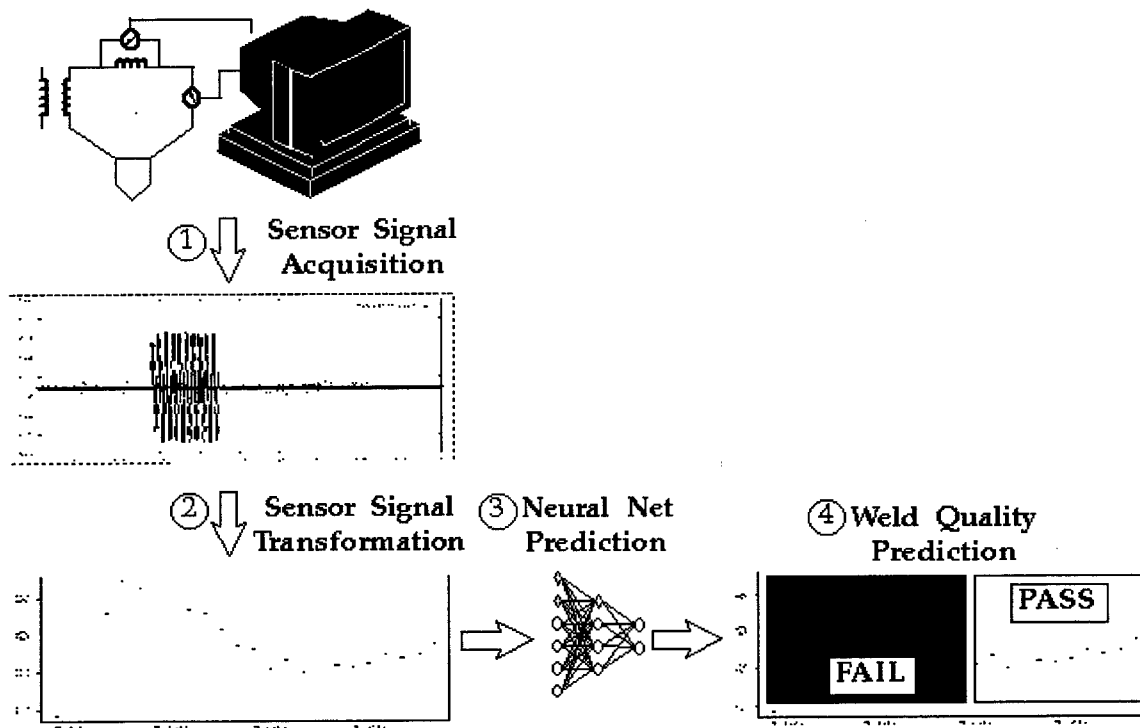 1 Sensor Signal
Acquisition
2 Sensor Signal
Transformation
3 Neural Net
Prediction
4 Weld Quality
Prediction
PASS
FAIL